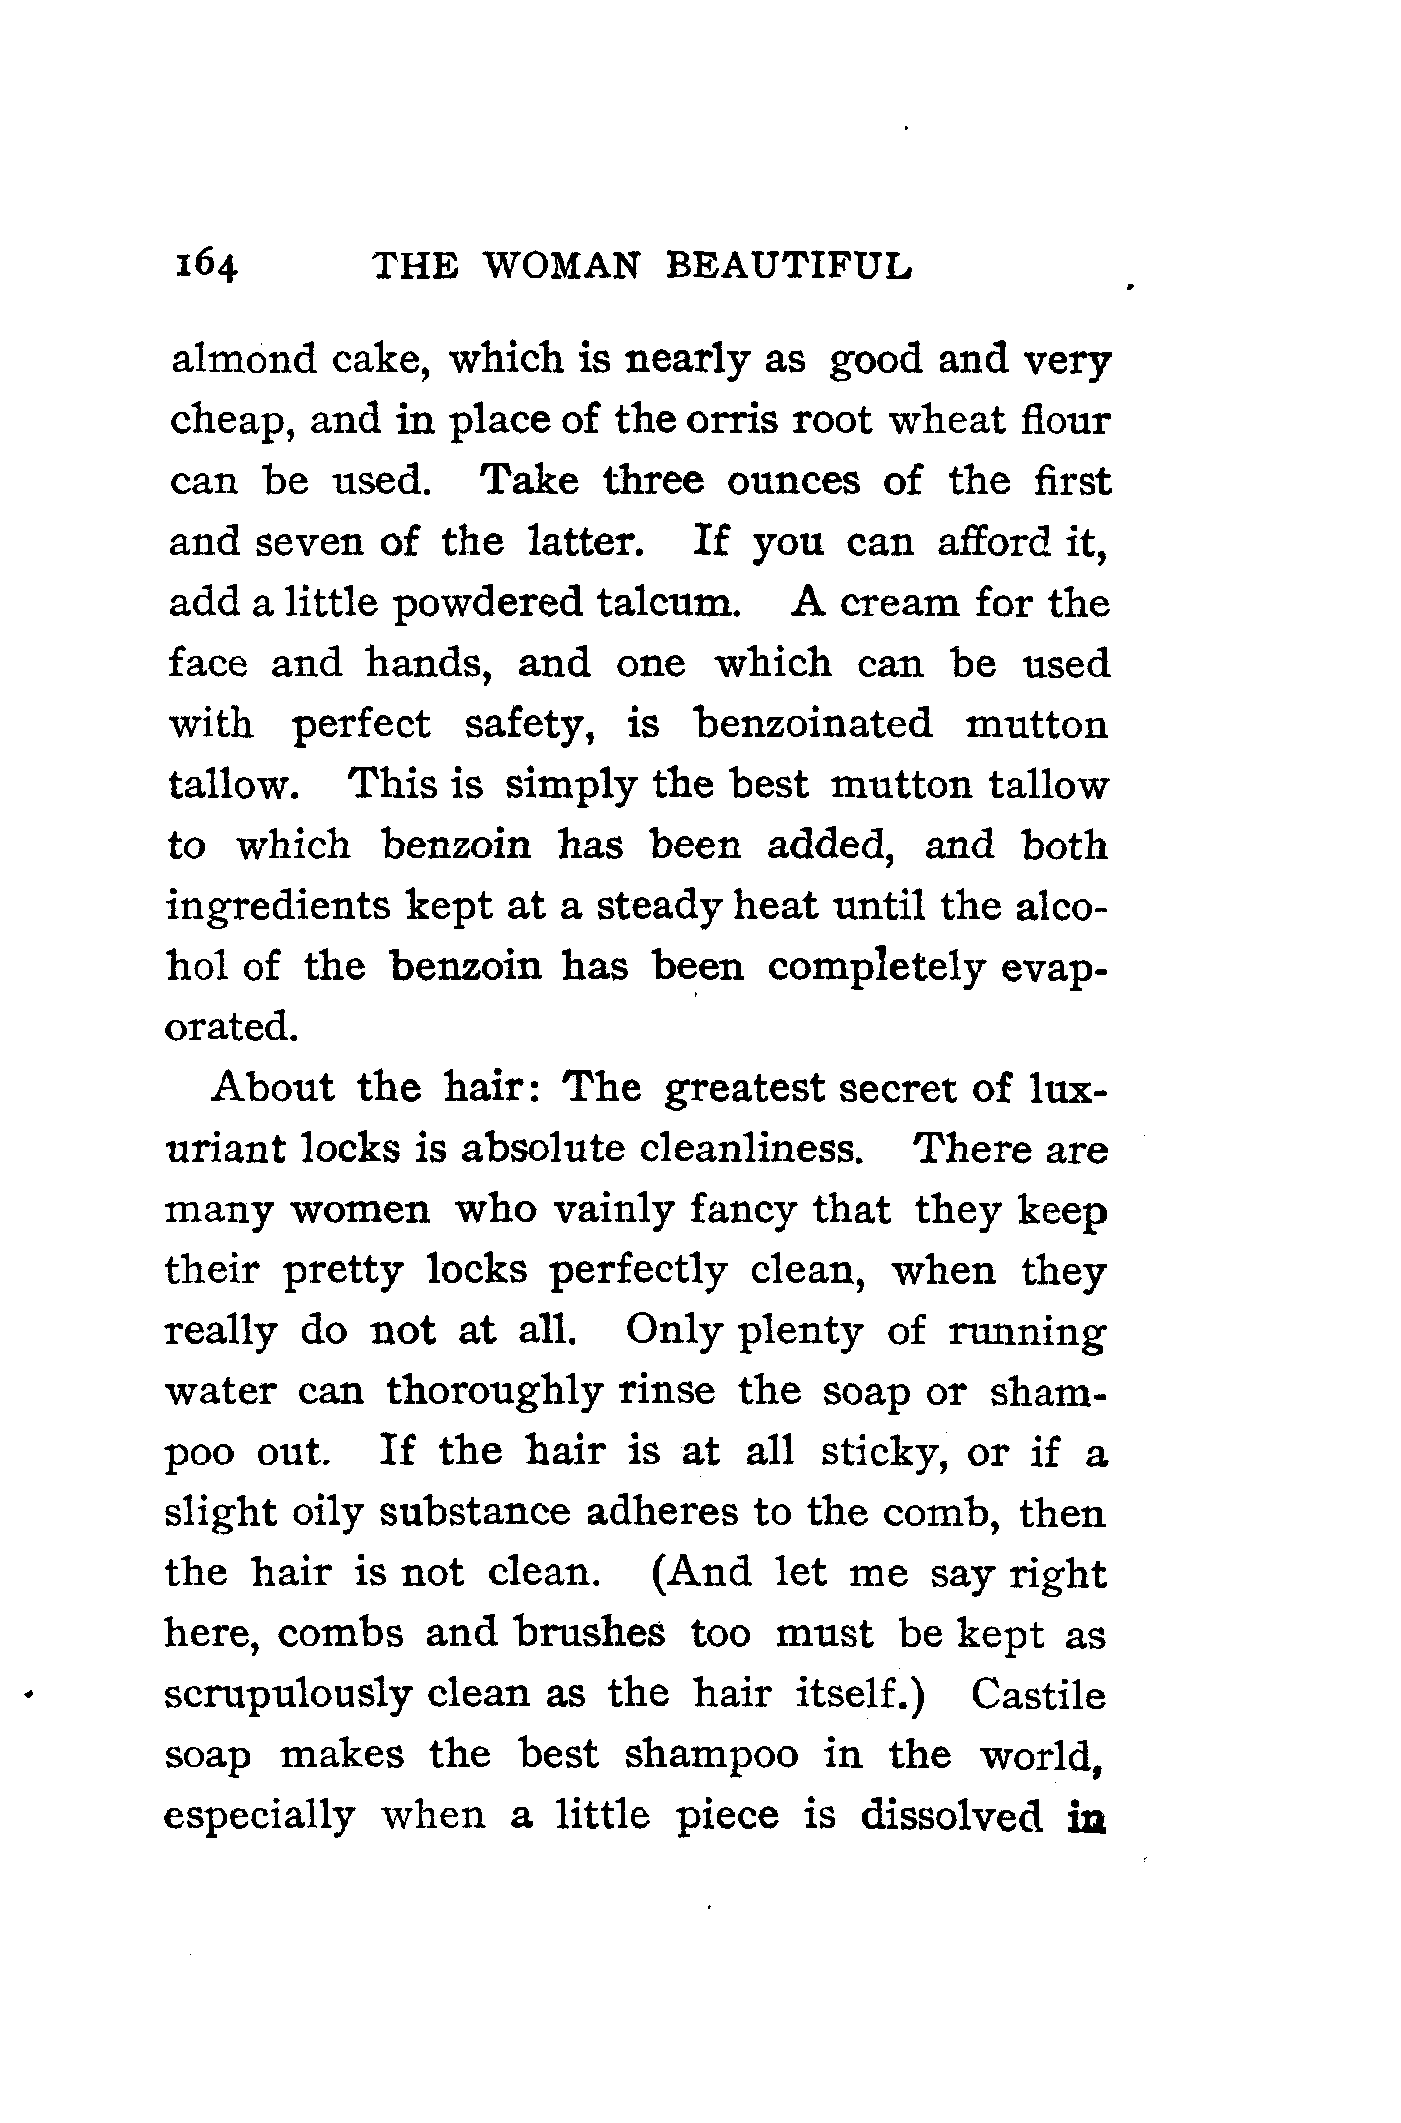 164 THE WOMAN BEAUTIFUL
almond cake, which is nearly as good and very
cheap, and in place of the orris root wheat flour
can be used. Take three ounces of the first
and seven of the latter. If you can afford it,
add a little powdered talcum. A cream for the
face and hands, and one which can be used
with perfect safety, is benzoinated mutton
tallow. This is simply the best mutton tallow
to which benzoin has been added, and both
ingredients kept at a steady heat until the alco-
hol of the benzoin has been completely evap-
orated.
About the hair: The greatest secret of lux-
uriant locks is absolute cleanliness. There are
many women who vainly fancy that they keep
their pretty locks perfectly clean, when they
really do not at all. Only plenty of running
water can thoroughly rinse the soap or sham-
poo out. If the hair is at all sticky, or if a
slight oily substance adheres to the comb, then
the hair is not clean. (And let me say right
here, combs and brushes too must be kept as
scrupulously clean as the hair itself.) Castile
soap makes the best shampoo in the world,
especially when a little piece is dissolved in